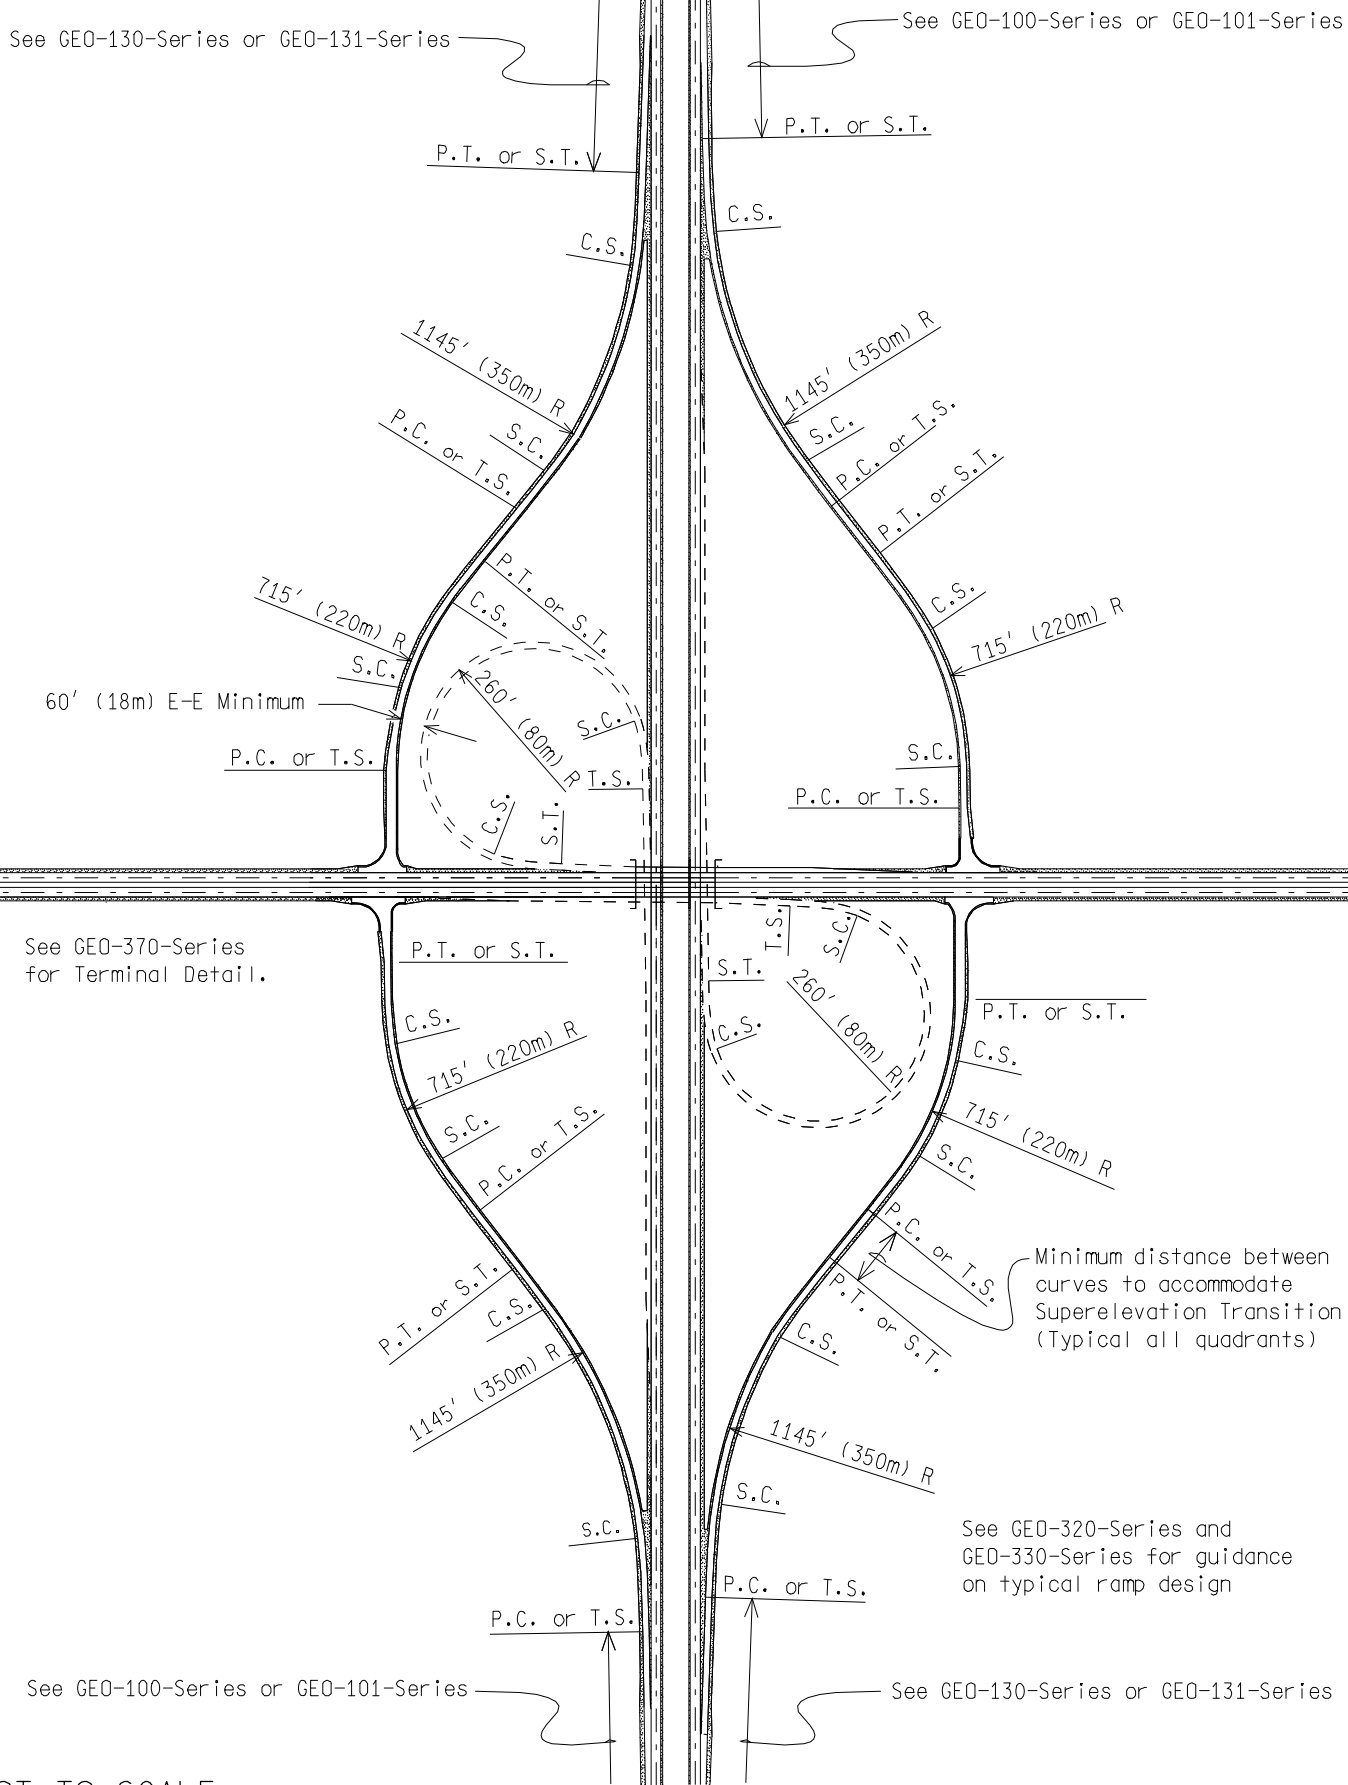 See GEO-130-Series or GEO-131-Series
See GEO-100-Series or GEO-101-Series
P.T. or S.T.
P.T. or S.T.
C.S.
C.S.
1145' (350m) R
1145' (350m) R
S.C.
S.C.
P.C. or T.S.
P.C. or T.S.
P.T. or S.T.
P.T. or S.T.
C.S.
C.S.
715' (220m) R
715' (220m) R
S.C.
60' (18m) E-E Minimum
260' (80m) R
S.C.
P.C. or T.S.
T.S.
S.C.
P.C. or T.S.
C.S.
S.T.
See GEO-370-Series
for Terminal Detail.
P.T. or S.T.
T.S.
S.C.
S.T.
260' (80m) R
P.T. or S.T.
C.S.
C.S.
C.S.
715' (220m) R
715' (220m) R
S.C.
S.C.
P.C. or T.S.
P.C. or T.S.
Minimum distance between
curves to accommodate
Superelevation Transition
(Typical all quadrants)
P.T. or S.T.
P.T. or S.T.
C.S.
C.S.
1145' (350m) R
1145' (350m) R
S.C.
S.C.
See GEO-320-Series and
GEO-330-Series for guidance
on typical ramp design
P.C. or T.S.
P.C. or T.S.
See GEO-100-Series or GEO-101-Series
See GEO-130-Series or GEO-131-Series